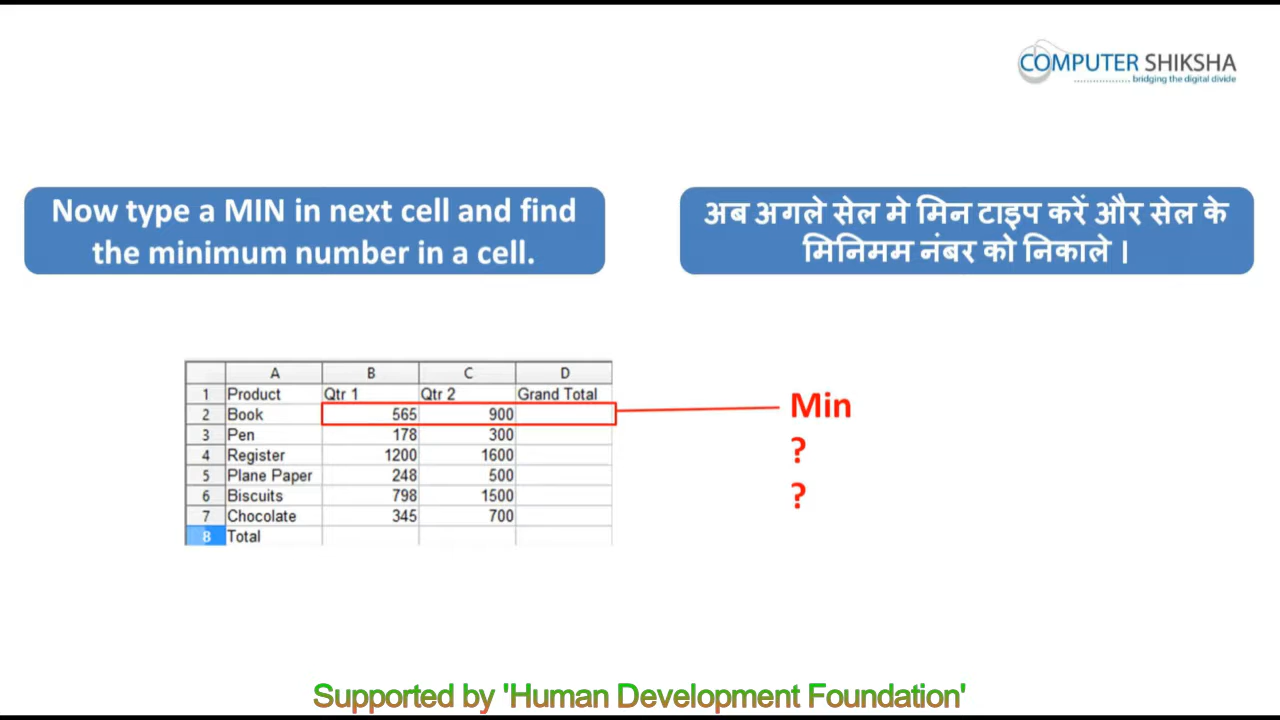 COMPUTER SHIKSHA
.................. bridging the digital divide
Now type a MIN in next cell and find
the minimum number in a cell.
अब अगले सेल मे मिन टाइप करें और सेल के
मिनिमम नंबर को निकाले ।
A B C D
1 Product Qtr 1 Qtr 2 Grand Total
2 Book 565 900
3 Pen 178 300
4 Register 1200 1600
5 Plane Paper 248 500
6 Biscuits 798 1500
7 Chocolate 345 700
8 Total
Min
?
?
Supported by 'Human Development Foundation'